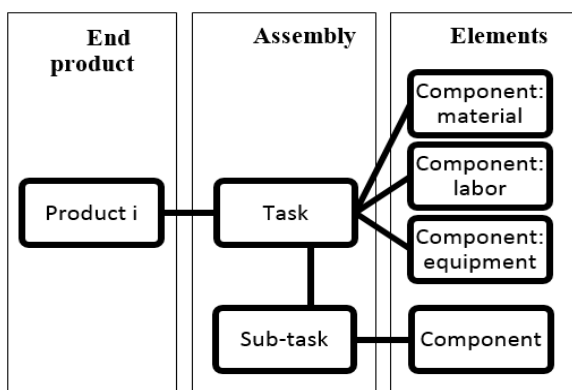 End
product
Assembly
Elements
Component:
material
Component:
labor
Product i
Task
Component:
equipment
Sub-task
Component